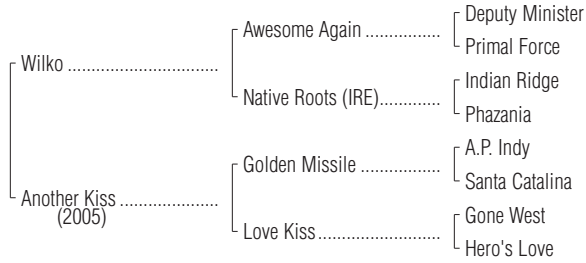 Deputy Minister
Awesome Again ..................
Primal Force
Wilko ....................................
Indian Ridge
Native Roots (IRE)..............
Phazania
A.P. Indy
Golden Missile ...................
Santa Catalina
Another Kiss ........................
(2005)
Gone West
Love Kiss.............................
Hero's Love